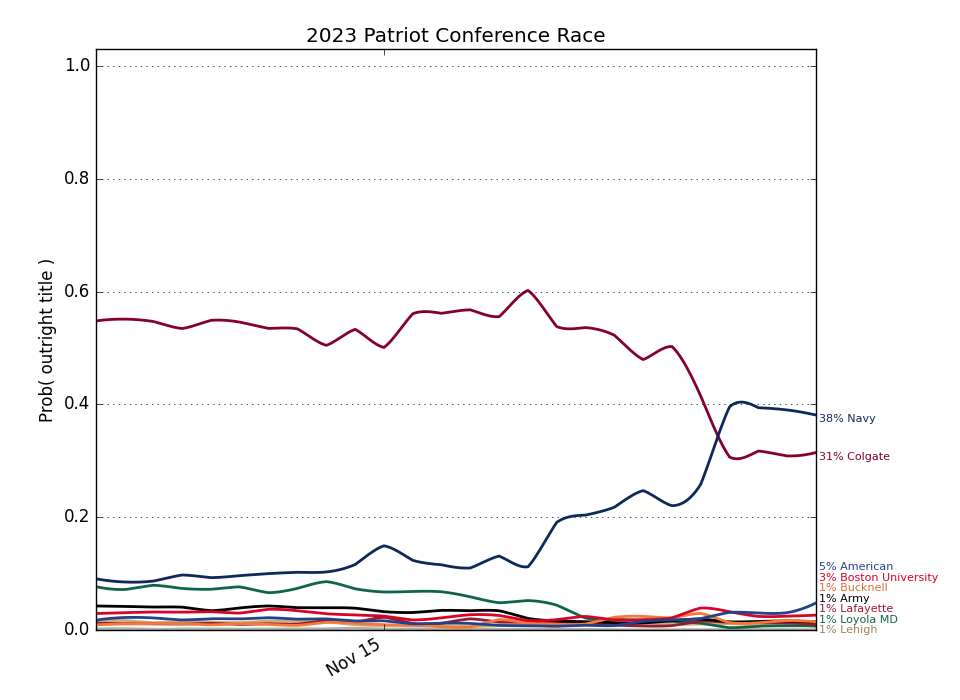 2023 Patriot Conference Race
1.0
0.8
0.6
0.4
0.2
0.0
Prob( outright title )
Nov 15
38% Navy
31% Colgate
5% American
3% Boston University
1% Bucknell
1% Army
1% Lafayette
1% Loyola MD
1% Lehigh